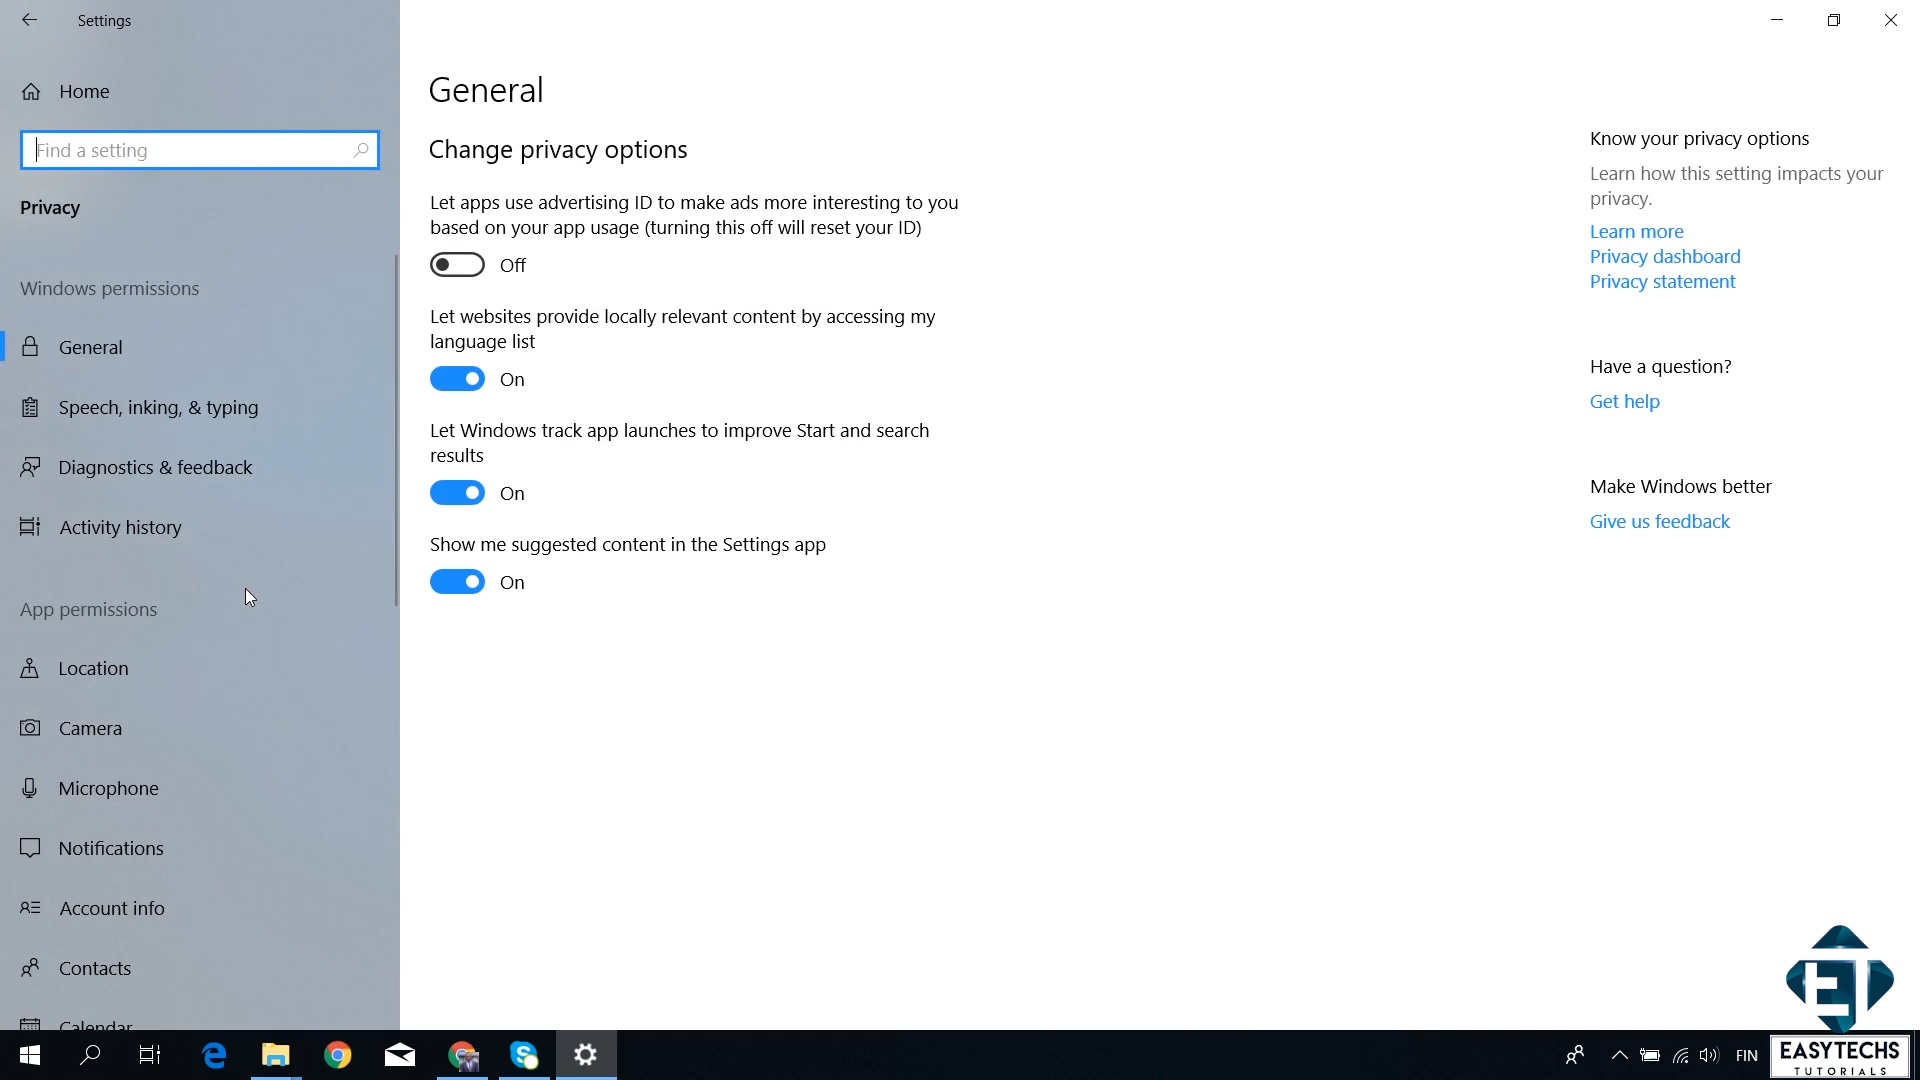 Settings
Home
Find a setting
Privacy
Windows permissions
General
Speech, inking, & typing
Diagnostics & feedback
Activity history
App permissions
Location
Camera
Microphone
Notifications
Account info
Contacts
Calendar
General
Change privacy options
Let apps use advertising ID to make ads more interesting to you
based on your app usage (turning this off will reset your ID)
Off
Let websites provide locally relevant content by accessing my
language list
On
Let Windows track app launches to improve Start and search
results
On
Show me suggested content in the Settings app
On
Know your privacy options
Learn how this setting impacts your
privacy.
Learn more
Privacy dashboard
Privacy statement
Have a question?
Get help
Make Windows better
Give us feedback
FIN
ET
EASYTECHS
TUTORIALS